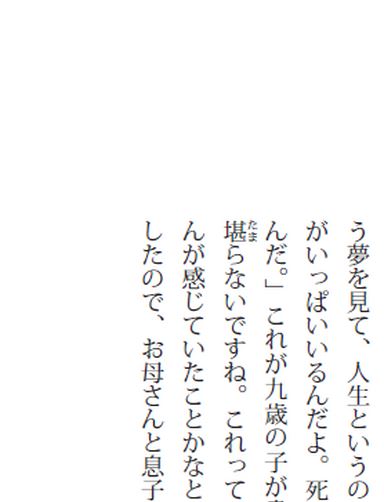 う夢を見て、人生というの
がいっぱいいるんだよ。死
んだ。」これが九歳の子が
堪らないですね。これって
んが感じていたことかなと
したので、お母さんと息子